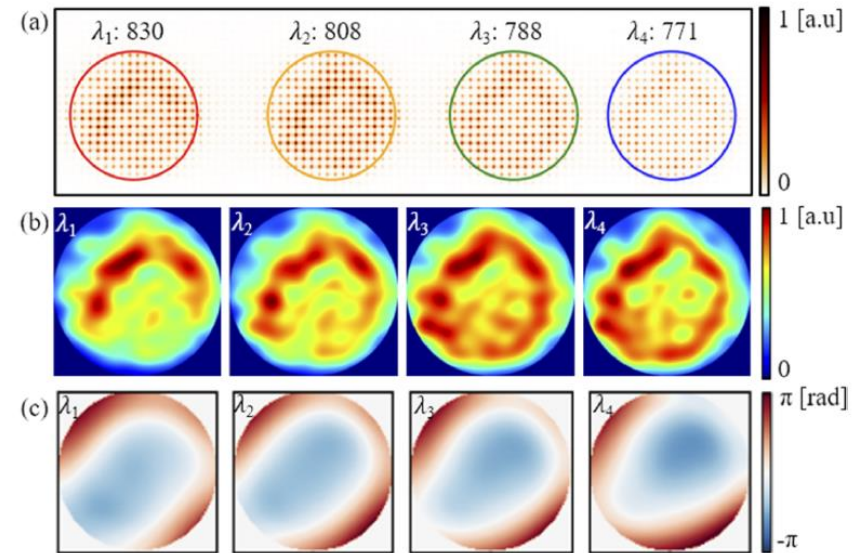 (a)
λ₁: 830 λ₂: 808 λ₃: 788 λ₄: 771
1 [a.u]
0
(b)
λ₁ λ₂ λ₃ λ₄
1 [a.u]
0
(c)
λ₁ λ₂ λ₃ λ₄
π [rad]
-π